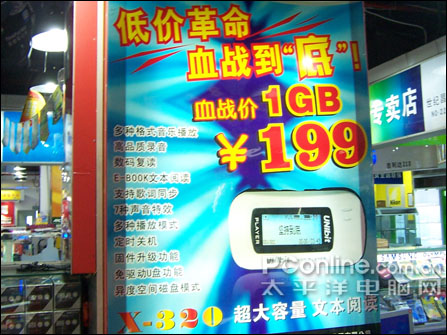 低价革命
血战到“底”!
血战价 1GB
¥199
多种格式音乐播放
高品质录音
数码复读
E-BOOK文本阅读
支持歌词同步
7种声音特效
多种播放模式
定时关机
固件升级功能
免驱动U盘功能
异度空间磁盘模式
UNibit
PLAYER
X-320 超大容量 文本阅读
专卖店
PConline.com.cn
太平洋电脑网